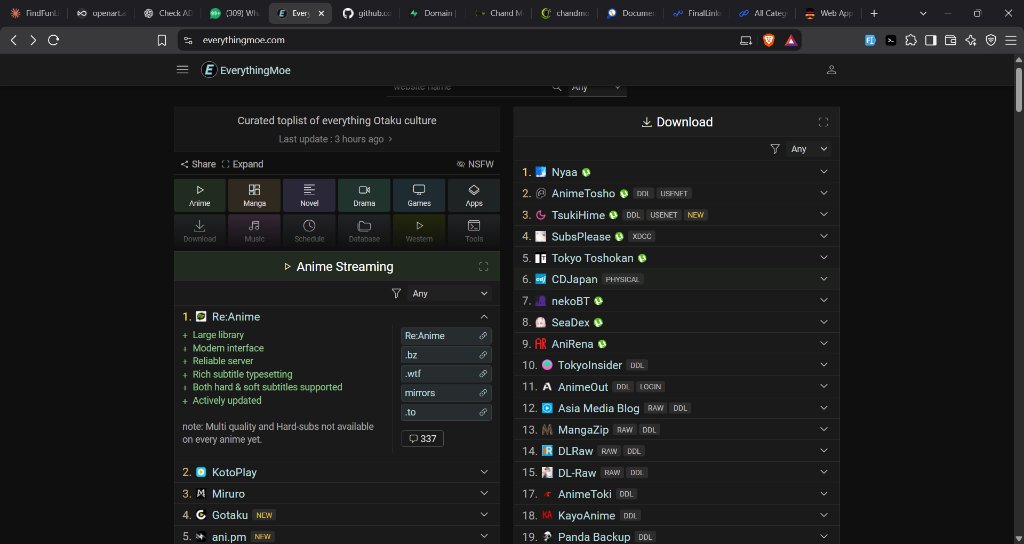 FindFunLi
openart.a
Check AD
(309) Wh
Every
github.co
Domain |
Chand M
chandmo
Docume
FinalLink
All Categ
Web App
everythingmoe.com
EverythingMoe
website name
Any
Curated toplist of everything Otaku culture
Last update : 3 hours ago >
Share
Expand
NSFW
Anime
Manga
Novel
Drama
Games
Apps
Download
Music
Schedule
Database
Western
Tools
Anime Streaming
Any
1. Re:Anime
+ Large library
+ Modern interface
+ Reliable server
+ Rich subtitle typesetting
+ Both hard & soft subtitles supported
+ Actively updated
note: Multi quality and Hard-subs not available
on every anime yet.
Re:Anime
.bz
.wtf
mirrors
.to
337
2. KotoPlay
3. Miruro
4. Gotaku NEW
5. ani.pm NEW
Download
Any
1. Nyaa
2. AnimeTosho DDL USENET
3. TsukiHime DDL USENET NEW
4. SubsPlease XDCC
5. Tokyo Toshokan
6. CDJapan PHYSICAL
7. nekoBT
8. SeaDex
9. AniRena
10. TokyoInsider DDL
11. AnimeOut DDL LOGIN
12. Asia Media Blog RAW DDL
13. MangaZip RAW DDL
14. DLRaw RAW DDL
15. DL-Raw RAW DDL
17. AnimeToki DDL
18. KayoAnime DDL
19. Panda Backup DDL